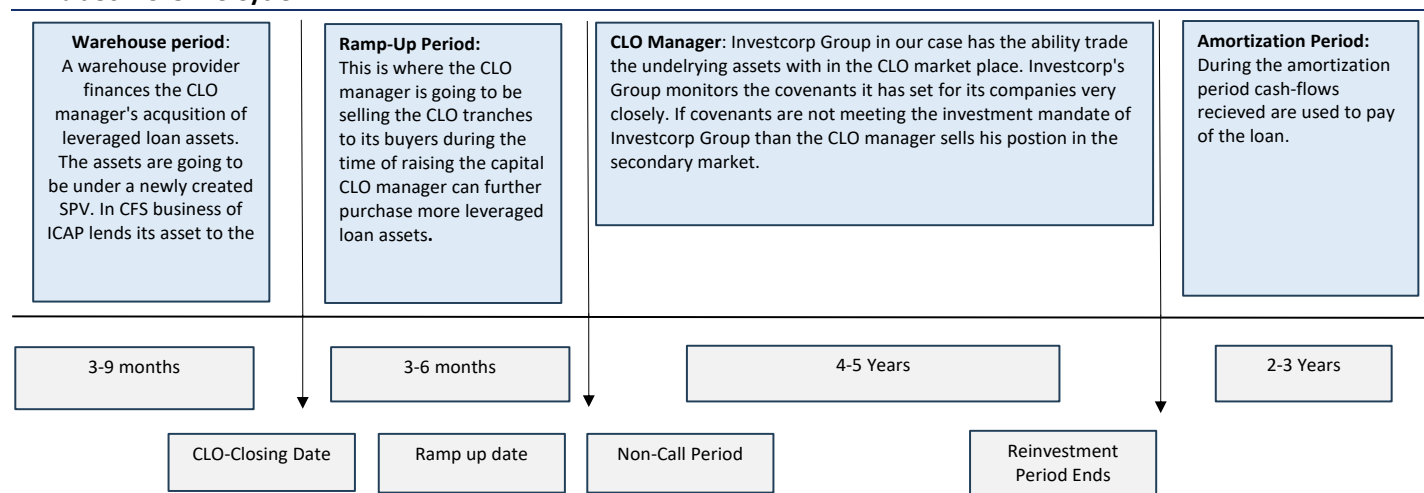 Warehouse period:
A warehouse provider
finances the CLO
manager's acqusition of
leveraged loan assets.
The assets are going to
be under a newly created
SPV. In CFS business of
ICAP lends its asset to the
Ramp-Up Period:
This is where the CLO
manager is going to be
selling the CLO tranches
to its buyers during the
time of raising the capital
CLO manager can further
purchase more leveraged
loan assets.
CLO Manager: Investcorp Group in our case has the ability trade
the undelrying assets with in the CLO market place. Investcorp's
Group monitors the covenants it has set for its companies very
closely. If covenants are not meeting the investment mandate of
Investcorp Group than the CLO manager sells his postion in the
secondary market.
Amortization Period:
During the amortization
period cash-flows
recieved are used to pay
of the loan.
3-9 months
3-6 months
4-5 Years
2-3 Years
CLO-Closing Date
Ramp up date
Non-Call Period
Reinvestment
Period Ends